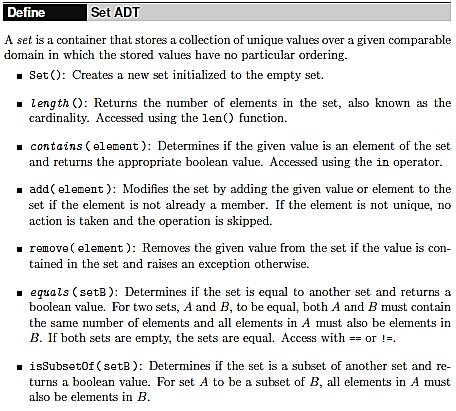 Define Set ADT
A set is a container that stores a collection of unique values over a given comparable
domain in which the stored values have no particular ordering.
■ Set(): Creates a new set initialized to the empty set.
■ length (): Returns the number of elements in the set, also known as the
cardinality. Accessed using the len() function.
■ contains ( element ): Determines if the given value is an element of the set
and returns the appropriate boolean value. Accessed using the in operator.
■ add( element ): Modifies the set by adding the given value or element to the
set if the element is not already a member. If the element is not unique, no
action is taken and the operation is skipped.
■ remove( element ): Removes the given value from the set if the value is con-
tained in the set and raises an exception otherwise.
■ equals ( setB ): Determines if the set is equal to another set and returns a
boolean value. For two sets, A and B, to be equal, both A and B must contain
the same number of elements and all elements in A must also be elements in
B. If both sets are empty, the sets are equal. Access with == or !=.
■ isSubsetOf( setB ): Determines if the set is a subset of another set and re-
turns a boolean value. For set A to be a subset of B, all elements in A must
also be elements in B.